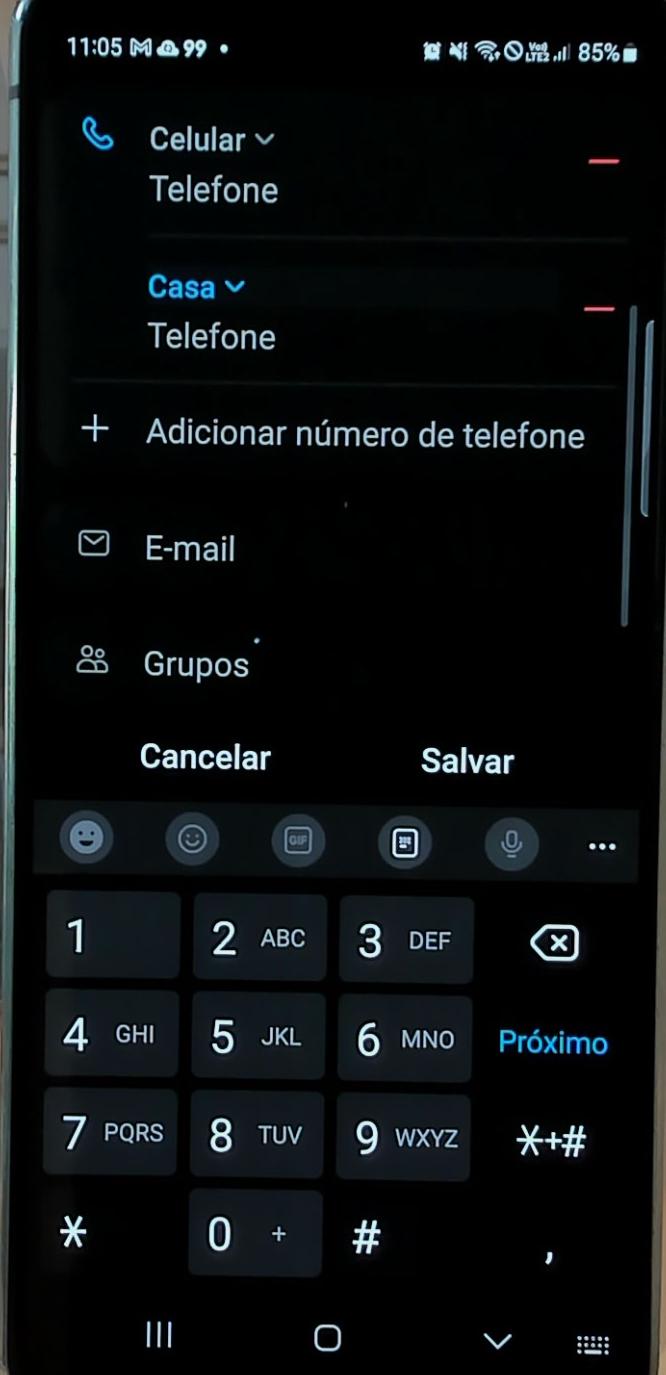 11:05 99 85%
Celular
Telefone
Casa
Telefone
Adicionar número de telefone
E-mail
Grupos
Cancelar Salvar
GIF
1 2 ABC 3 DEF
4 GHI 5 JKL 6 MNO Próximo
7 PQRS 8 TUV 9 WXYZ *+#
* 0 + # ,